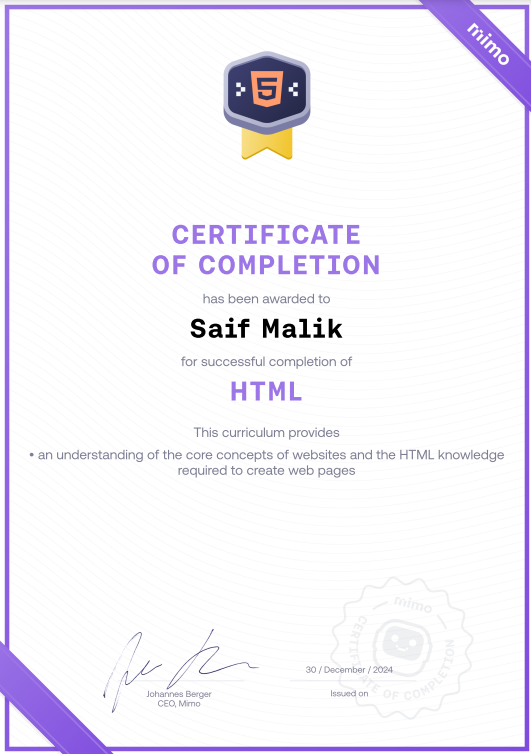 mimo
CERTIFICATE
OF COMPLETION
has been awarded to
Saif Malik
for successful completion of
HTML
This curriculum provides
• an understanding of the core concepts of websites and the HTML knowledge
required to create web pages
mimo
CERTIFICATE OF COMPLETION
30 / December / 2024
Issued on
Johannes Berger
CEO, Mimo